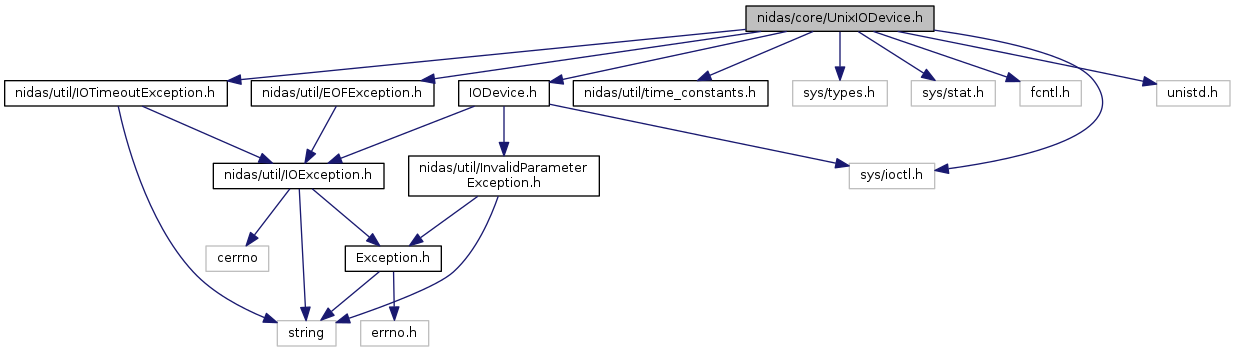 nidas/core/UnixIODevice.h
nidas/util/IOTimeoutException.h
nidas/util/EOFException.h
IODevice.h
nidas/util/time_constants.h
sys/types.h
sys/stat.h
fcntl.h
unistd.h
nidas/util/IOException.h
nidas/util/InvalidParameter
Exception.h
sys/ioctl.h
cerrno
Exception.h
string
errno.h